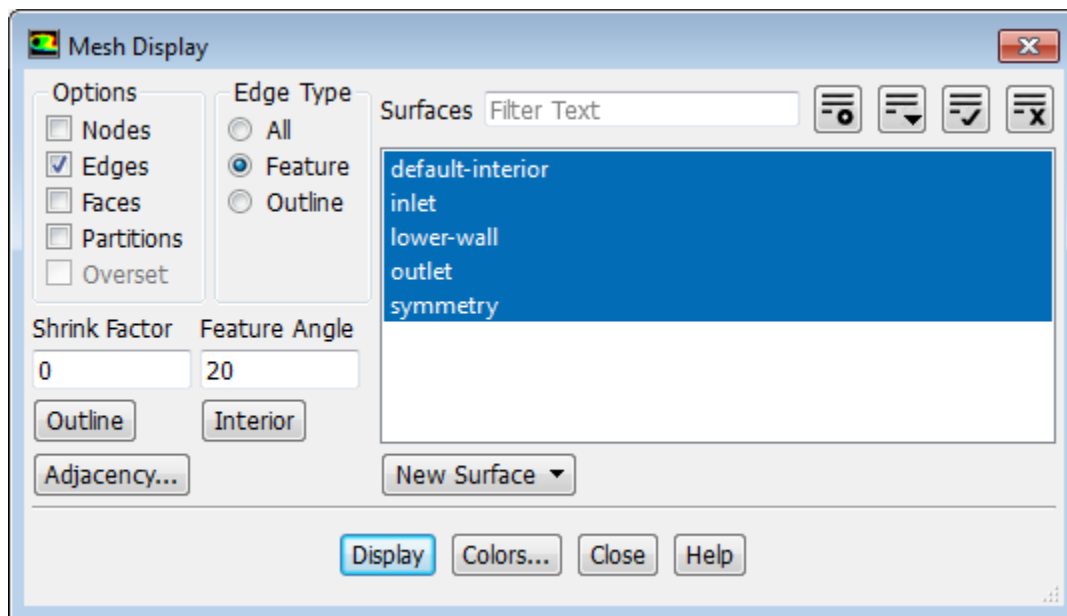 Mesh Display
Options
Nodes
Edges
Faces
Partitions
Overset
Edge Type
All
Feature
Outline
Shrink Factor
0
Feature Angle
20
Outline
Interior
Adjacency...
Surfaces
Filter Text
default-interior
inlet
lower-wall
outlet
symmetry
New Surface
Display
Colors...
Close
Help